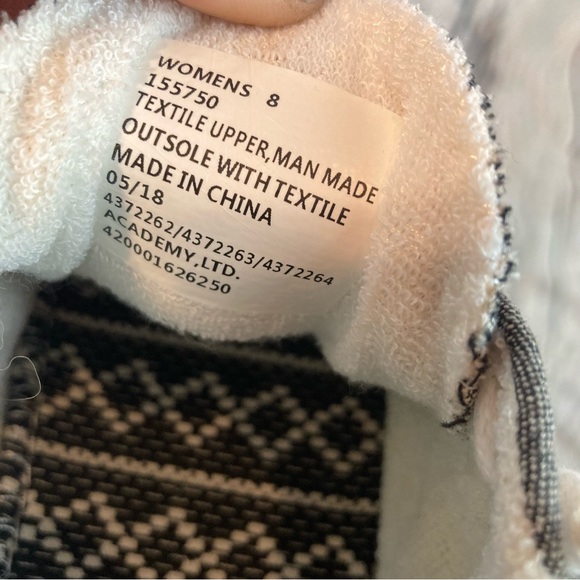 WOMENS 8
155750
TEXTILE UPPER,MAN MADE
OUTSOLE WITH TEXTILE
MADE IN CHINA
05/18
4372262/4372263/4372264
ACADEMY,LTD.
420001626250